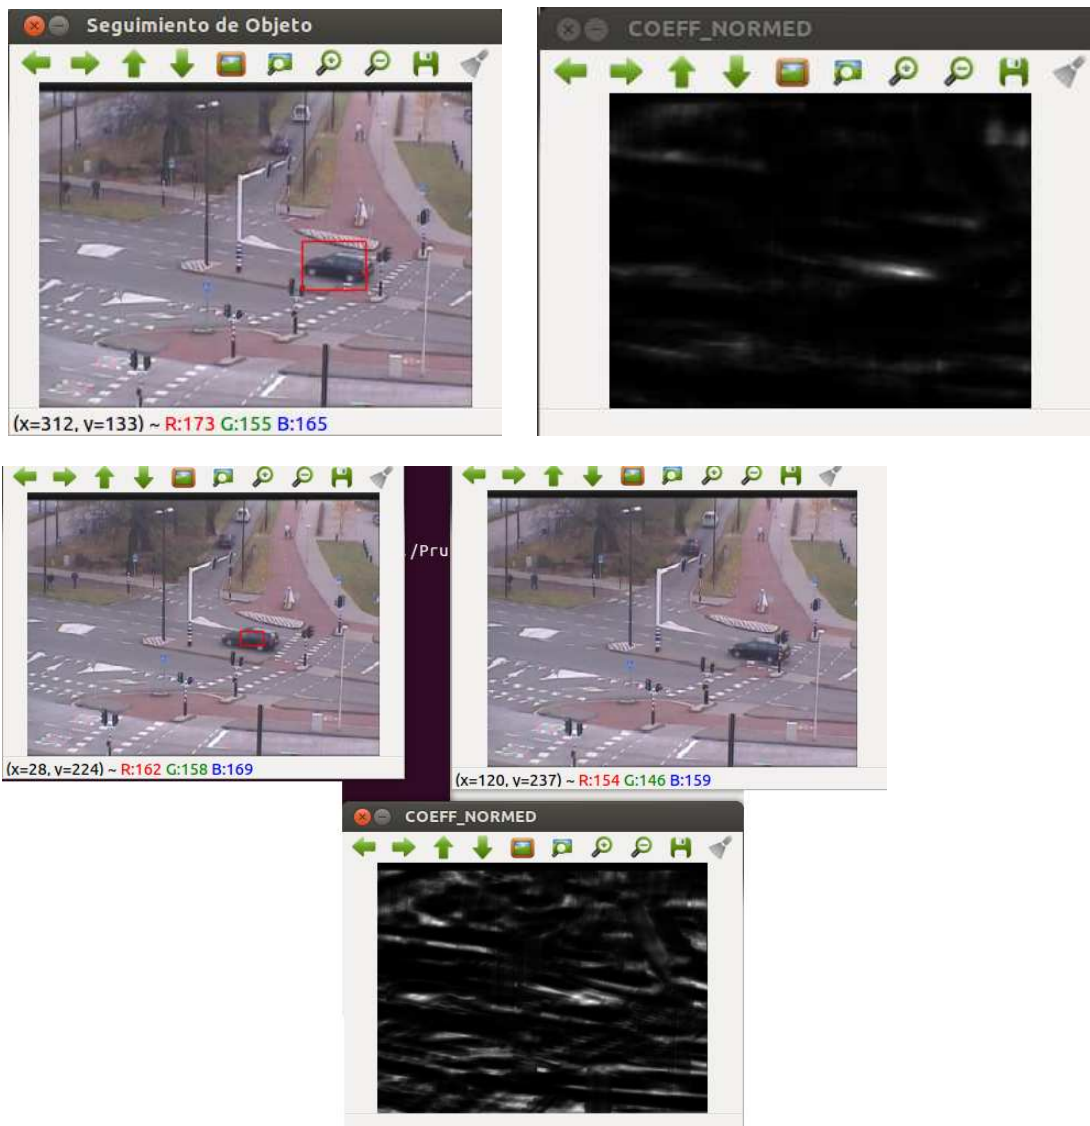 Seguimiento de Objeto
COEFF_NORMED
(x=312, y=133) ~ R:173 G:155 B:165
./Pru
(x=28, y=224) ~ R:162 G:158 B:169
(x=120, y=237) ~ R:154 G:146 B:159
COEFF_NORMED